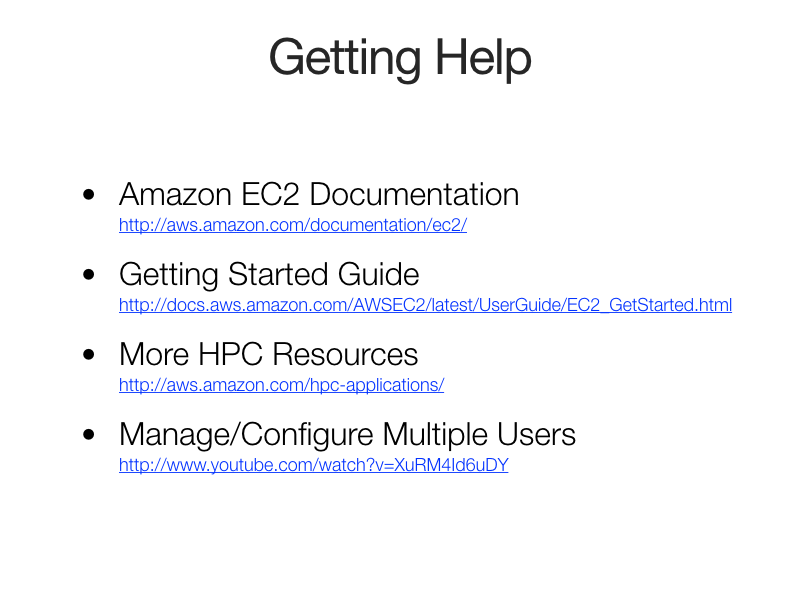 Getting Help
• Amazon EC2 Documentation
http://aws.amazon.com/documentation/ec2/
• Getting Started Guide
http://docs.aws.amazon.com/AWSEC2/latest/UserGuide/EC2_GetStarted.html
• More HPC Resources
http://aws.amazon.com/hpc-applications/
• Manage/Configure Multiple Users
http://www.youtube.com/watch?v=XuRM4Id6uDY